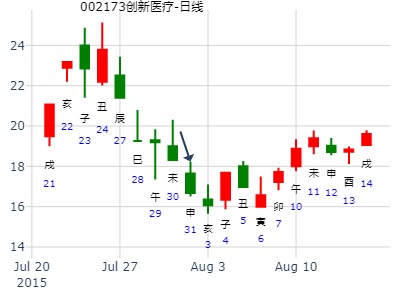 002173创新医疗-日线
24
22
20
18
16
14
亥
22
子
23
丑
24
辰
27
戌
21
巳
28
午
29
未
30
申
31
亥
3
子
4
丑
5
寅
6
卯
7
午
10
未
11
申
12
酉
13
戌
14
Jul 20
2015
Jul 27
Aug 3
Aug 10